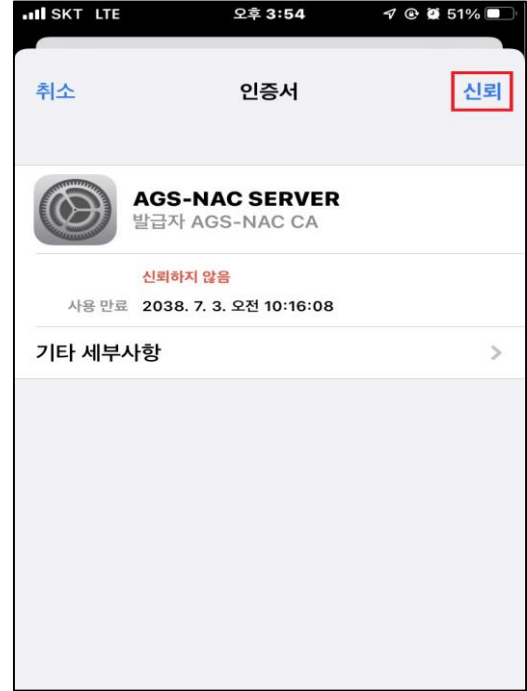 SKT LTE 오후 3:54 51%
취소 인증서 신뢰
AGS-NAC SERVER
발급자 AGS-NAC CA
신뢰하지 않음
사용 만료 2038. 7. 3. 오전 10:16:08
기타 세부사항